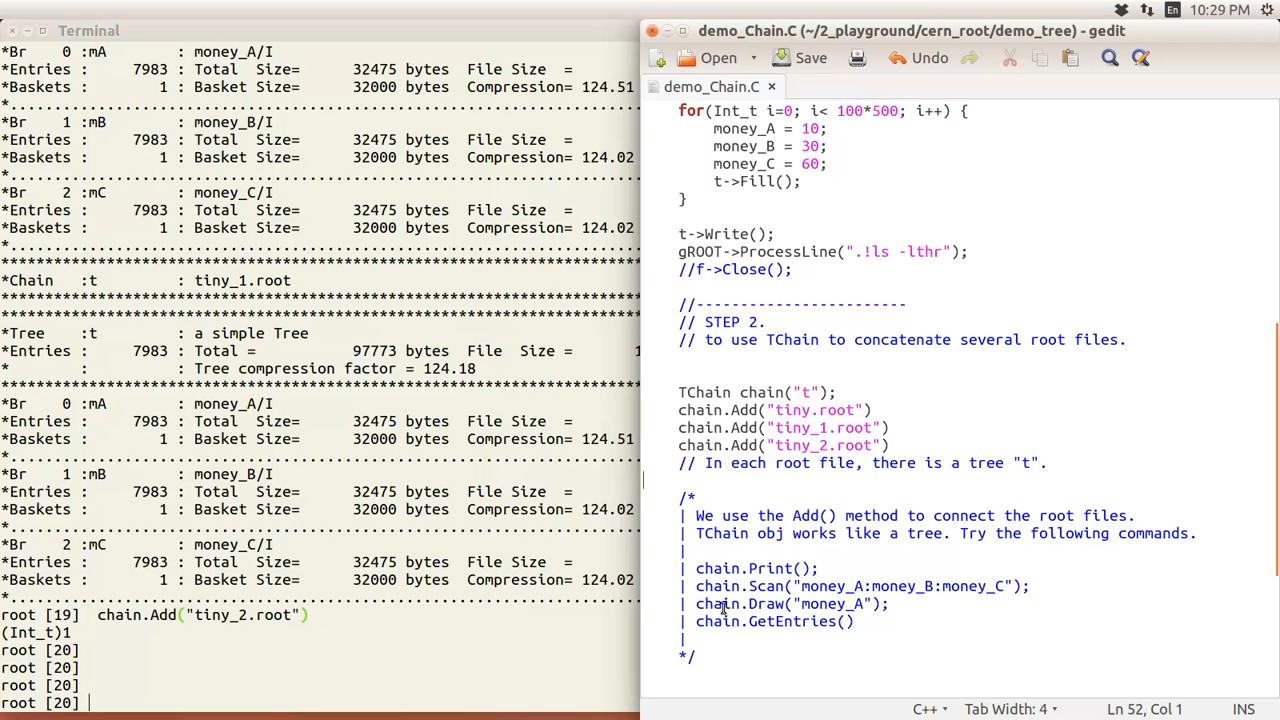 En 10:29 PM
Terminal
*Br 0 :mA : money_A/I
*Entries : 7983 : Total Size= 32475 bytes File Size =
*Baskets : 1 : Basket Size= 32000 bytes Compression= 124.51
*............................................................................
*Br 1 :mB : money_B/I
*Entries : 7983 : Total Size= 32475 bytes File Size =
*Baskets : 1 : Basket Size= 32000 bytes Compression= 124.02
*............................................................................
*Br 2 :mC : money_C/I
*Entries : 7983 : Total Size= 32475 bytes File Size =
*Baskets : 1 : Basket Size= 32000 bytes Compression= 124.02
*............................................................................
******************************************************************************
*Chain :t : tiny_1.root
******************************************************************************
******************************************************************************
*Tree :t : a simple Tree
*Entries : 7983 : Total = 97773 bytes File Size = 1
* : Tree compression factor = 124.18
******************************************************************************
*Br 0 :mA : money_A/I
*Entries : 7983 : Total Size= 32475 bytes File Size =
*Baskets : 1 : Basket Size= 32000 bytes Compression= 124.51
*............................................................................
*Br 1 :mB : money_B/I
*Entries : 7983 : Total Size= 32475 bytes File Size =
*Baskets : 1 : Basket Size= 32000 bytes Compression= 124.02
*............................................................................
*Br 2 :mC : money_C/I
*Entries : 7983 : Total Size= 32475 bytes File Size =
*Baskets : 1 : Basket Size= 32000 bytes Compression= 124.02
*............................................................................
root [19] chain.Add("tiny_2.root")
(Int_t)1
root [20]
root [20]
root [20]
root [20]
demo_Chain.C (~/2_playground/cern_root/demo_tree) - gedit
Open Save Undo
demo_Chain.C ×
for(Int_t i=0; i< 100*500; i++) {
money_A = 10;
money_B = 30;
money_C = 60;
t->Fill();
}
t->Write();
gROOT->ProcessLine(".!ls -lthr");
//f->Close();
//------------------------
// STEP 2.
// to use TChain to concatenate several root files.
TChain chain("t");
chain.Add("tiny.root")
chain.Add("tiny_1.root")
chain.Add("tiny_2.root")
// In each root file, there is a tree "t".
/*
| We use the Add() method to connect the root files.
| TChain obj works like a tree. Try the following commands.
|
| chain.Print();
| chain.Scan("money_A:money_B:money_C");
| chain.Draw("money_A");
| chain.GetEntries()
|
*/
C++ Tab Width: 4 Ln 52, Col 1 INS